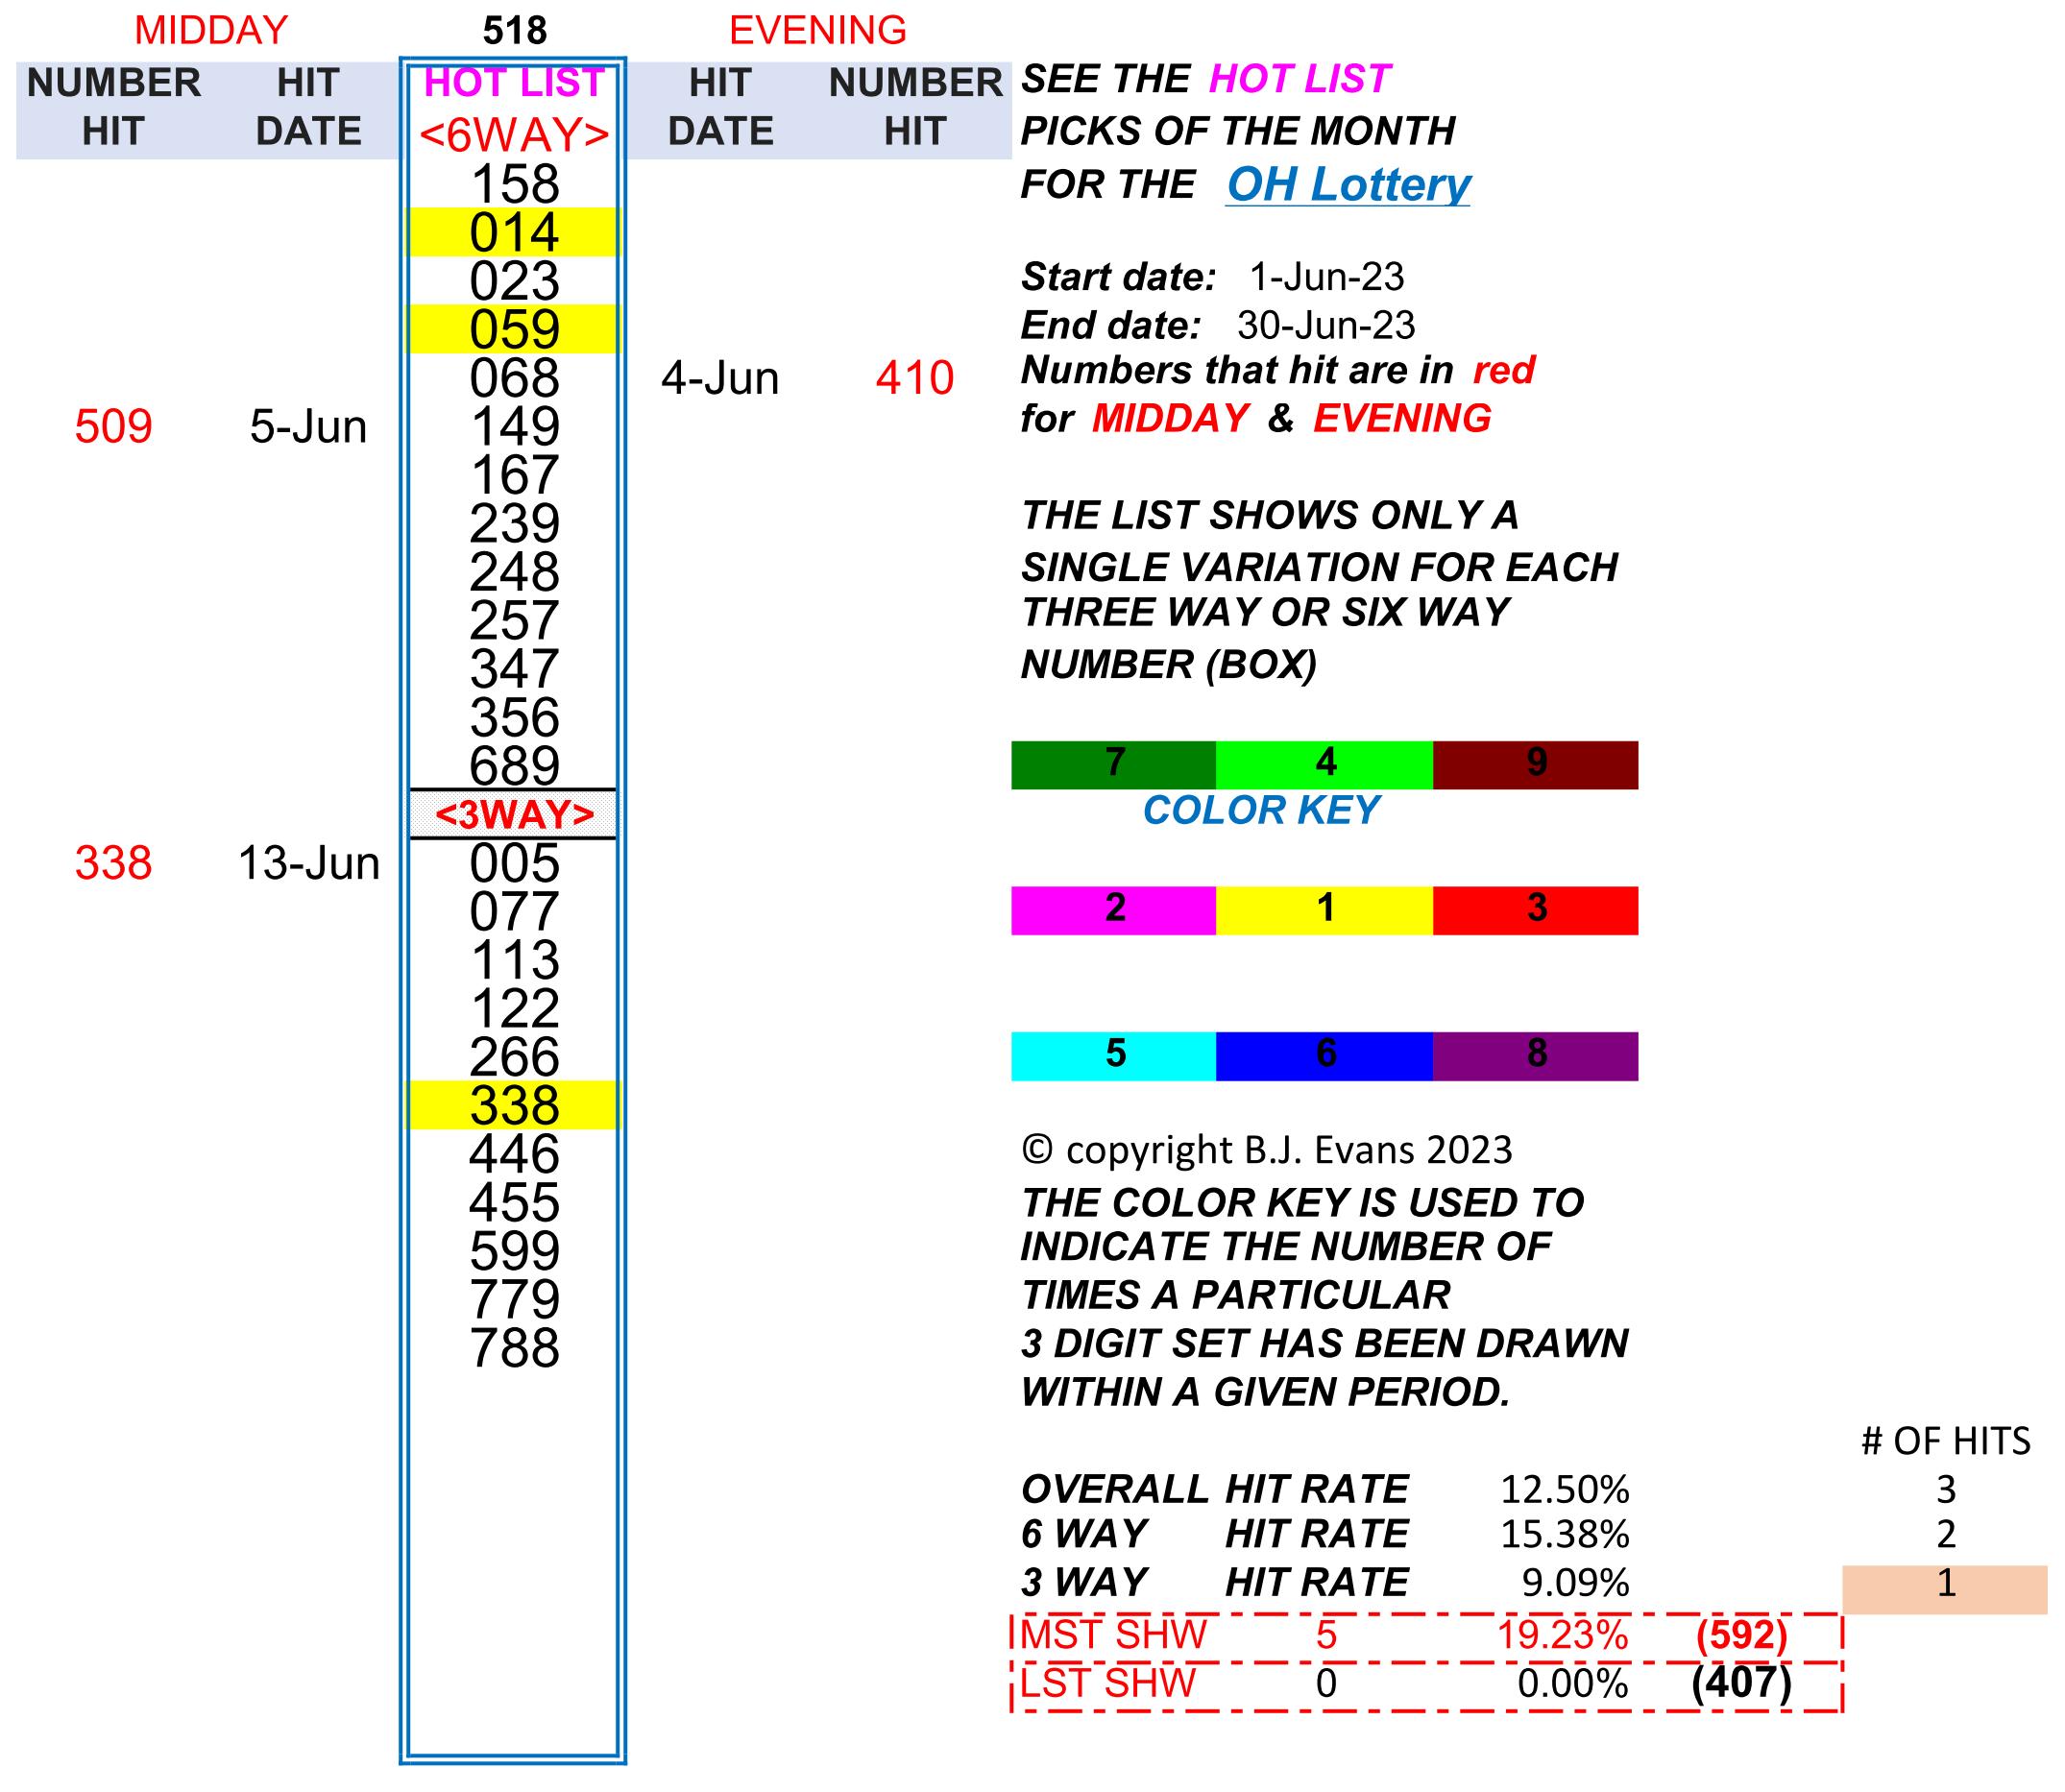 MIDDAY 518 EVENING
NUMBER HIT HOT LIST HIT NUMBER
HIT DATE <6WAY> DATE HIT
158
014
023
059
068 4-Jun 410
509 5-Jun 149
167
239
248
257
347
356
689
<3WAY>
338 13-Jun 005
077
113
122
266
338
446
455
599
779
788
SEE THE HOT LIST
PICKS OF THE MONTH
FOR THE OH Lottery
Start date: 1-Jun-23
End date: 30-Jun-23
Numbers that hit are in red
for MIDDAY & EVENING
THE LIST SHOWS ONLY A
SINGLE VARIATION FOR EACH
THREE WAY OR SIX WAY
NUMBER (BOX)
7 4 9
COLOR KEY
2 1 3
5 6 8
© copyright B.J. Evans 2023
THE COLOR KEY IS USED TO
INDICATE THE NUMBER OF
TIMES A PARTICULAR
3 DIGIT SET HAS BEEN DRAWN
WITHIN A GIVEN PERIOD.
# OF HITS
OVERALL HIT RATE 12.50% 3
6 WAY HIT RATE 15.38% 2
3 WAY HIT RATE 9.09% 1
MST SHW 5 19.23% (592)
LST SHW 0 0.00% (407)